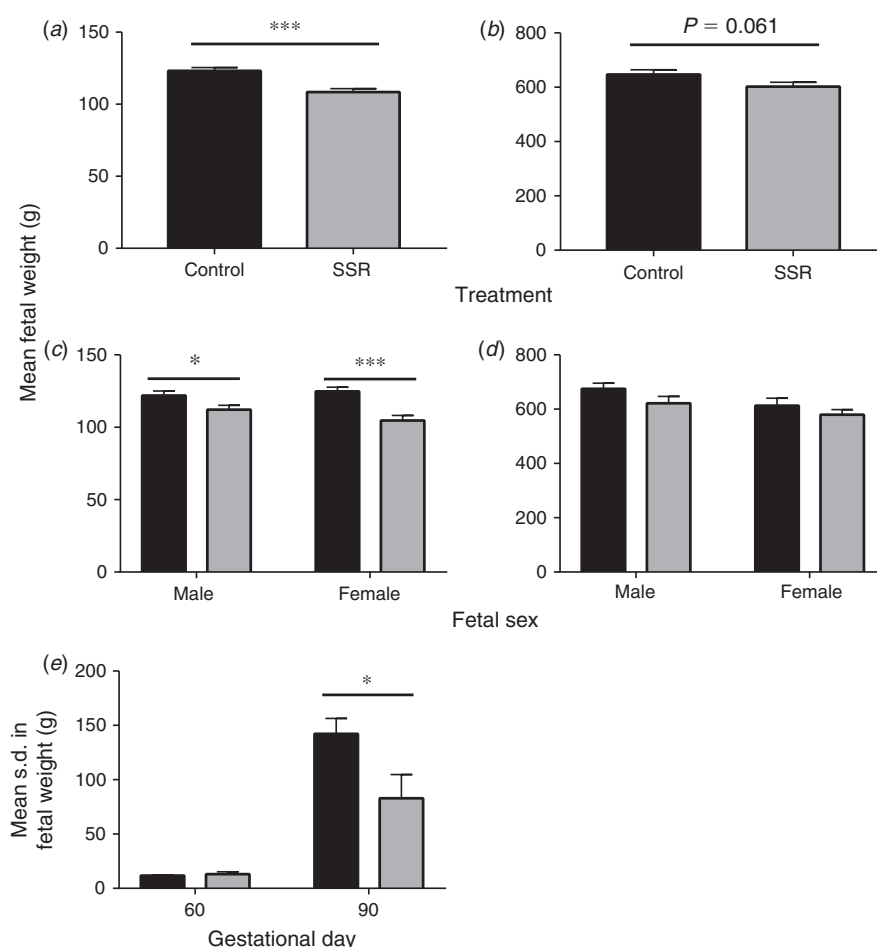 (a)
150
100
50
0
***
Control SSR
(b)
800
600
400
200
0
P = 0.061
Control SSR
Treatment
Mean fetal weight (g)
(c)
150
100
50
0
*
***
Male Female
(d)
800
600
400
200
0
Male Female
Fetal sex
(e)
200
150
100
50
0
*
Mean s.d. in
fetal weight (g)
60 90
Gestational day